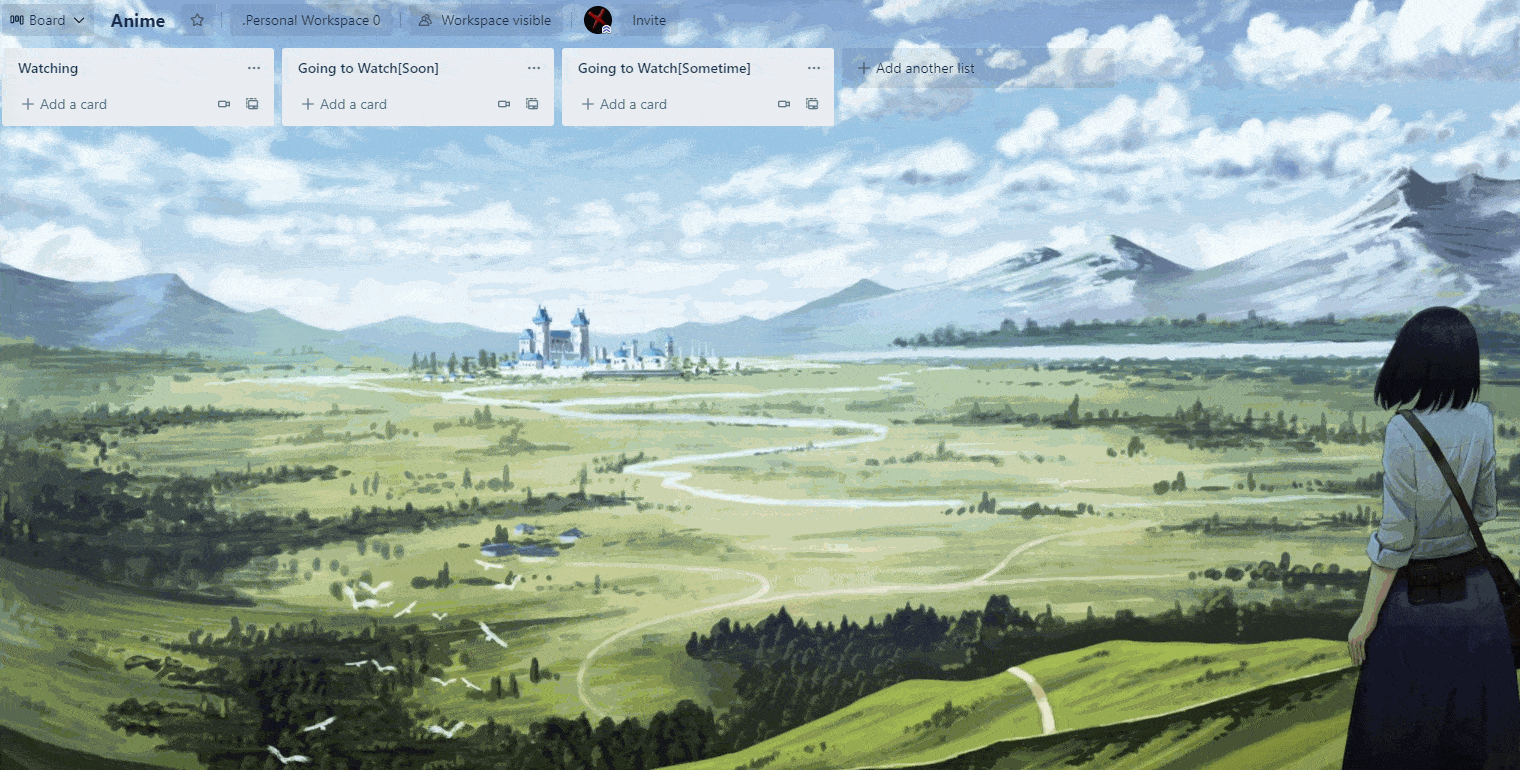 Board Anime .Personal Workspace 0 Workspace visible Invite
Watching Going to Watch[Soon] Going to Watch[Sometime] Add another list
Add a card Add a card Add a card